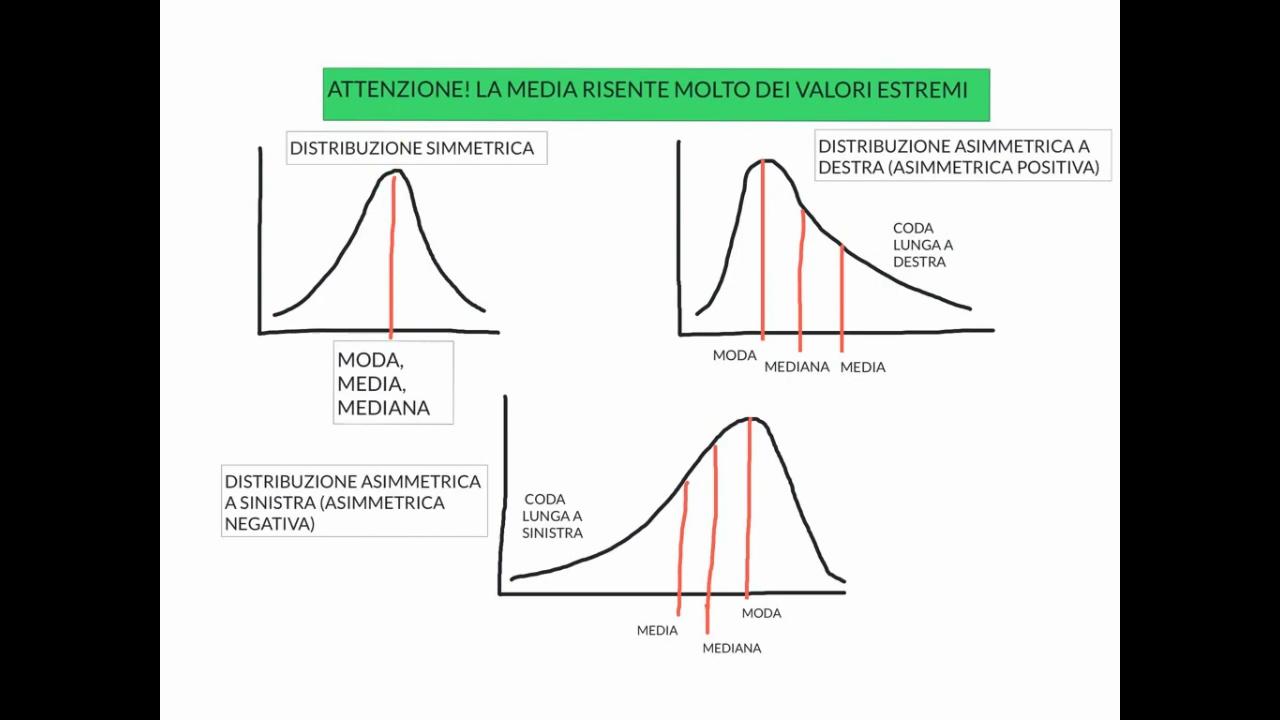 ATTENZIONE! LA MEDIA RISENTE MOLTO DEI VALORI ESTREMI
DISTRIBUZIONE SIMMETRICA
MODA,
MEDIA,
MEDIANA
DISTRIBUZIONE ASIMMETRICA A
DESTRA (ASIMMETRICA POSITIVA)
CODA
LUNGA A
DESTRA
MODA
MEDIANA
MEDIA
DISTRIBUZIONE ASIMMETRICA
A SINISTRA (ASIMMETRICA
NEGATIVA)
CODA
LUNGA A
SINISTRA
MEDIA
MEDIANA
MODA